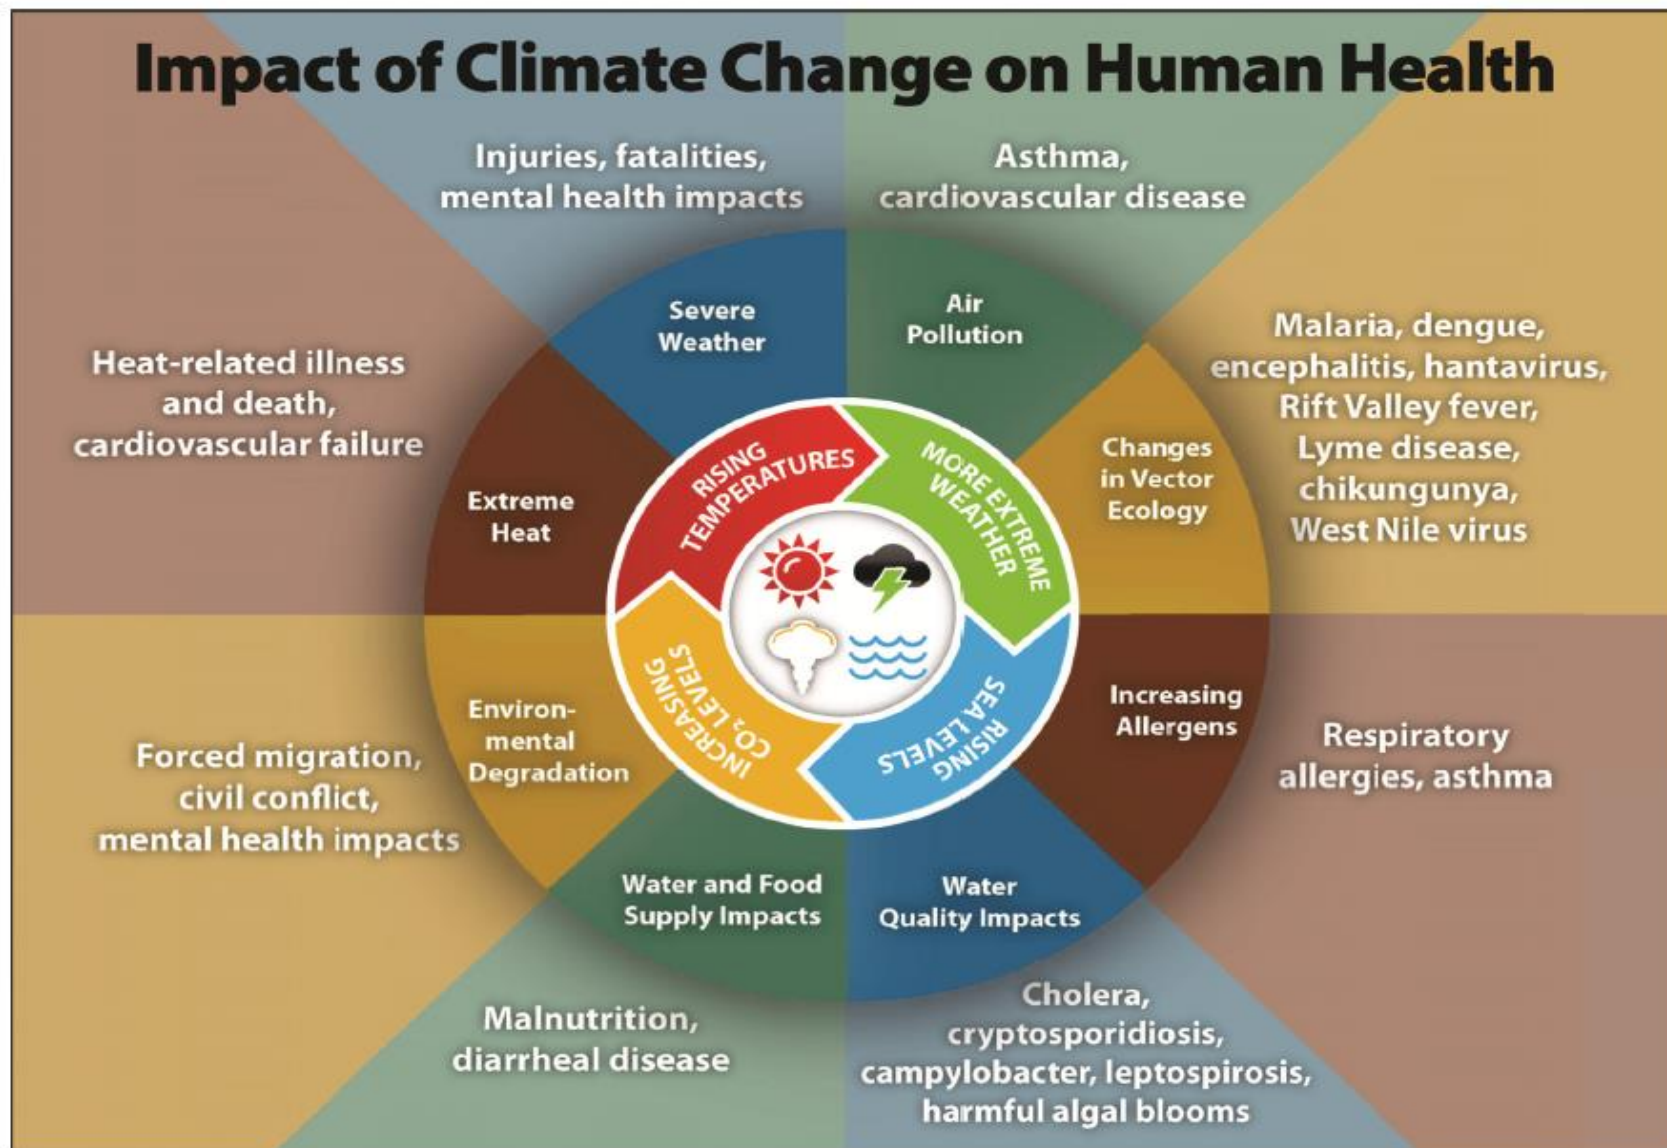 Impact of Climate Change on Human Health
Injuries, fatalities,
mental health impacts
Asthma,
cardiovascular disease
Severe
Weather
Air
Pollution
Heat-related illness
and death,
cardiovascular failure
Extreme
Heat
Changes
in Vector
Ecology
Malaria, dengue,
encephalitis, hantavirus,
Rift Valley fever,
Lyme disease,
chikungunya,
West Nile virus
RISING
TEMPERATURES
MORE EXTREME
WEATHER
RISING
SEA LEVELS
INCREASING
CO₂ LEVELS
Environ-
mental
Degradation
Forced migration,
civil conflict,
mental health impacts
Increasing
Allergens
Respiratory
allergies, asthma
Water and Food
Supply Impacts
Water
Quality Impacts
Malnutrition,
diarrheal disease
Cholera,
cryptosporidiosis,
campylobacter, leptospirosis,
harmful algal blooms